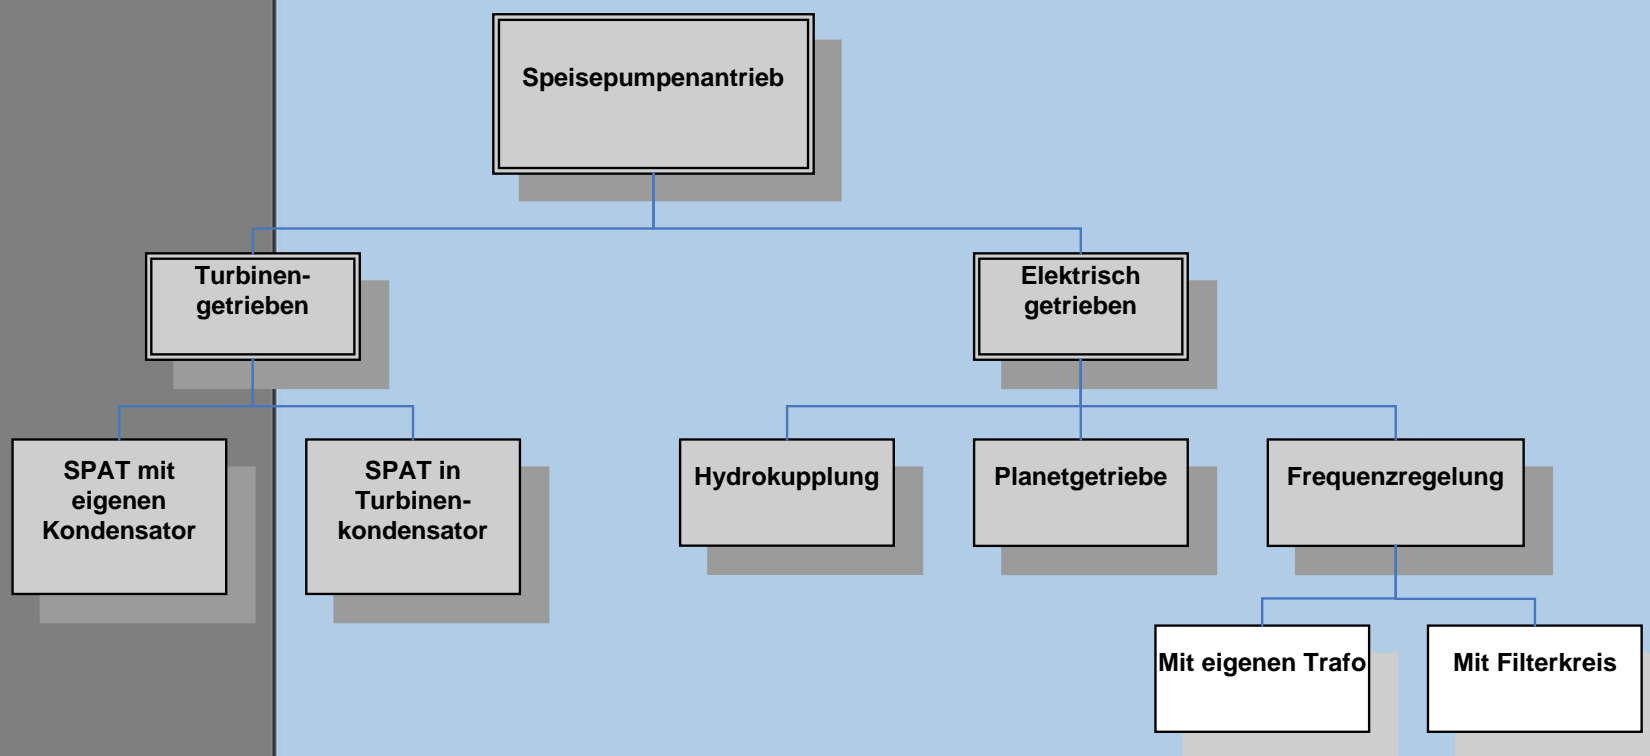 Speisepumpenantrieb
Turbinen-
getrieben
Elektrisch
getrieben
SPAT mit
eigenen
Kondensator
SPAT in
Turbinen-
kondensator
Hydrokupplung
Planetgetriebe
Frequenzregelung
Mit eigenen Trafo
Mit Filterkreis